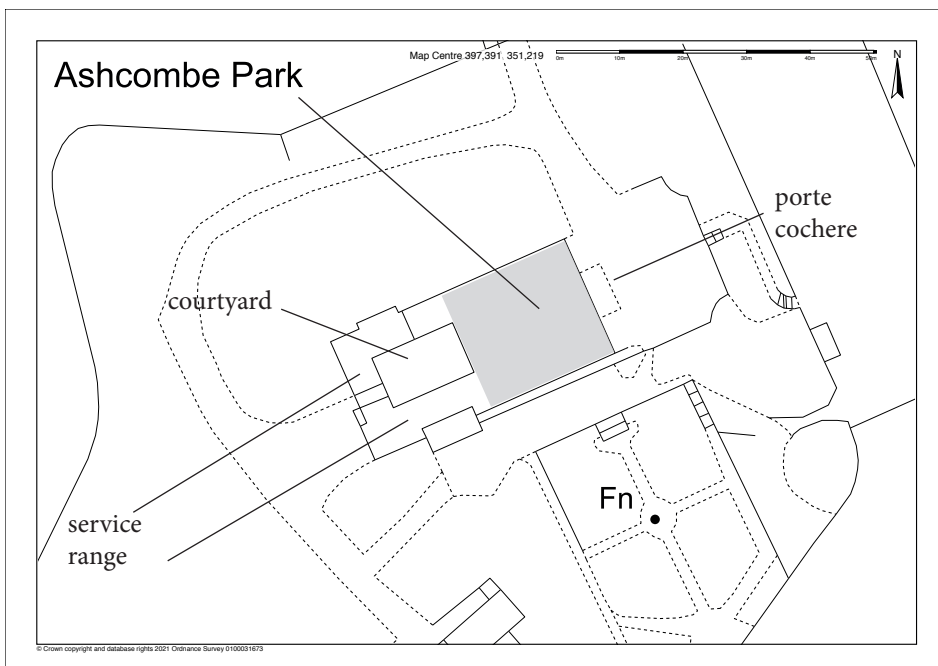 Map Centre 397,391 351,219
0m 10m 20m 30m 40m 50m
N
Ashcombe Park
porte
cochere
courtyard
Fn
service
range
© Crown copyright and database rights 2021 Ordnance Survey 0100031673